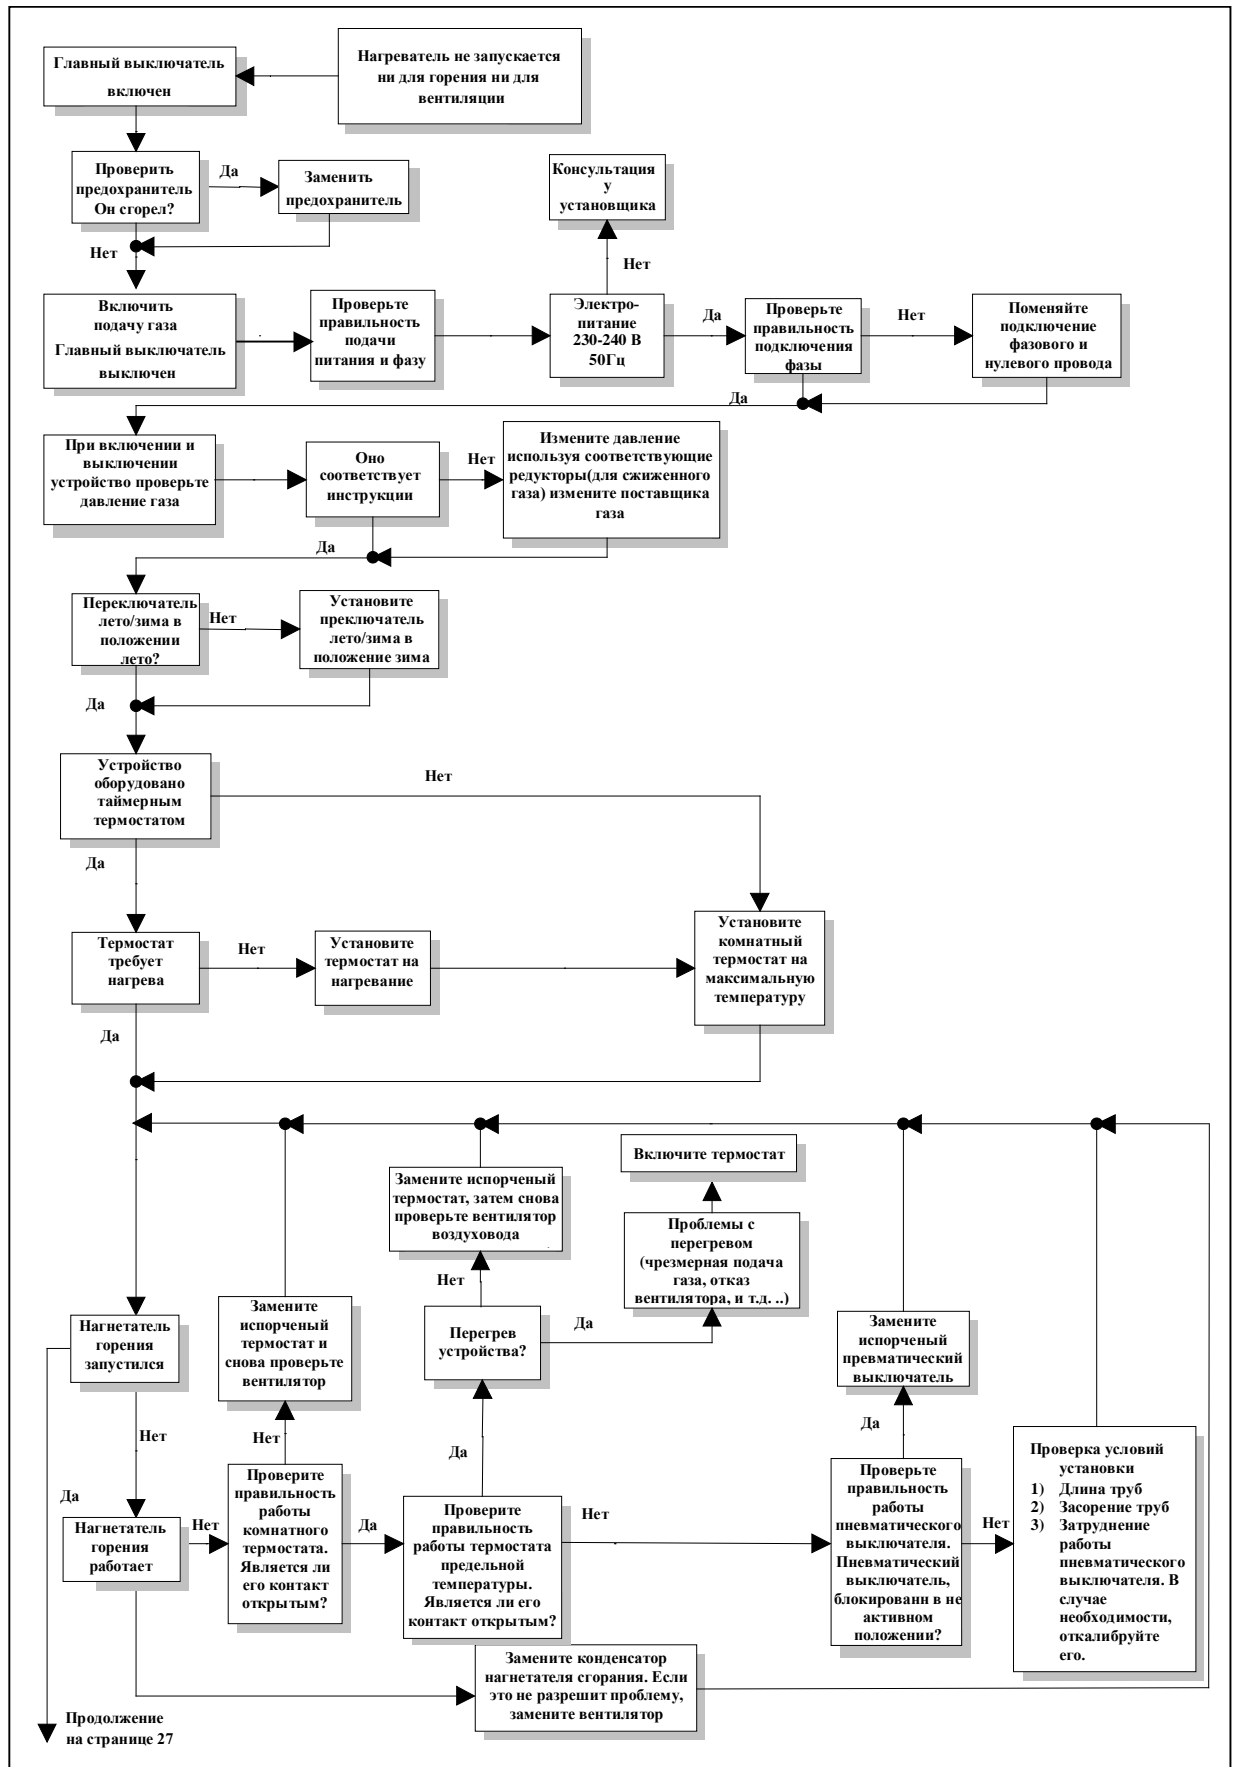 Главный выключатель
включен
Нагреватель не запускается
ни для горения ни для
вентиляции
Проверить
предохранитель
Он сгорел?
Да
Заменить
предохранитель
Консультация
у
установщика
Нет
Нет
Включить
подачу газа
Главный выключатель
выключен
Проверьте
правильность
подачи
питания и фазу
Электро-
питание
230-240 В
50Гц
Да
Проверьте
правильность
подключения
фазы
Нет
Поменяйте
подключение
фазового и
нулевого провода
Да
При включении и
выключении
устройство проверьте
давление газа
Оно
соответствует
инструкции
Нет
Измените давление
используя соответствующие
редукторы(для сжиженного
газа) измените поставщика
газа
Да
Переключатель
лето/зима в
положении
лето?
Нет
Установите
преключатель
лето/зима в
положение зима
Да
Устройство
оборудовано
таймерным
термостатом
Нет
Да
Термостат
требует
нагрева
Нет
Установите
термостат на
нагревание
Установите
комнатный
термостат на
максимальную
температуру
Да
Включите термостат
Замените испорченый
термостат, затем снова
проверьте вентилятор
воздуховода
Проблемы с
перегревом
(чрезмерная подача
газа, отказ
вентилятора, и т.д. ..)
Нет
Нагнетатель
горения
запустился
Замените
испорченый
термостат и
снова проверьте
вентилятор
Перегрев
устройства?
Да
Замените
испорченый
превматический
выключатель
Нет
Нет
Да
Да
Проверка условий
установки
1) Длина труб
2) Засорение труб
3) Затруднение
работы
пневматического
выключателя. В
случае
необходимости,
откалибруйте
его.
Да
Нагнетатель
горения
работает
Нет
Проверите
правильность
работы
комнатного
термостата.
Является ли
его контакт
открытым?
Да
Проверите
правильность
работы термостата
предельной
температуры.
Является ли его
контакт открытым?
Нет
Проверьте
правильность
работы
пневматического
выключателя.
Пневматический
выключатель,
блокированн в не
активном
положении?
Нет
Замените конденсатор
нагнетателя сгорания. Если
это не разрешит проблему,
замените вентилятор
Продолжение
на странице 27